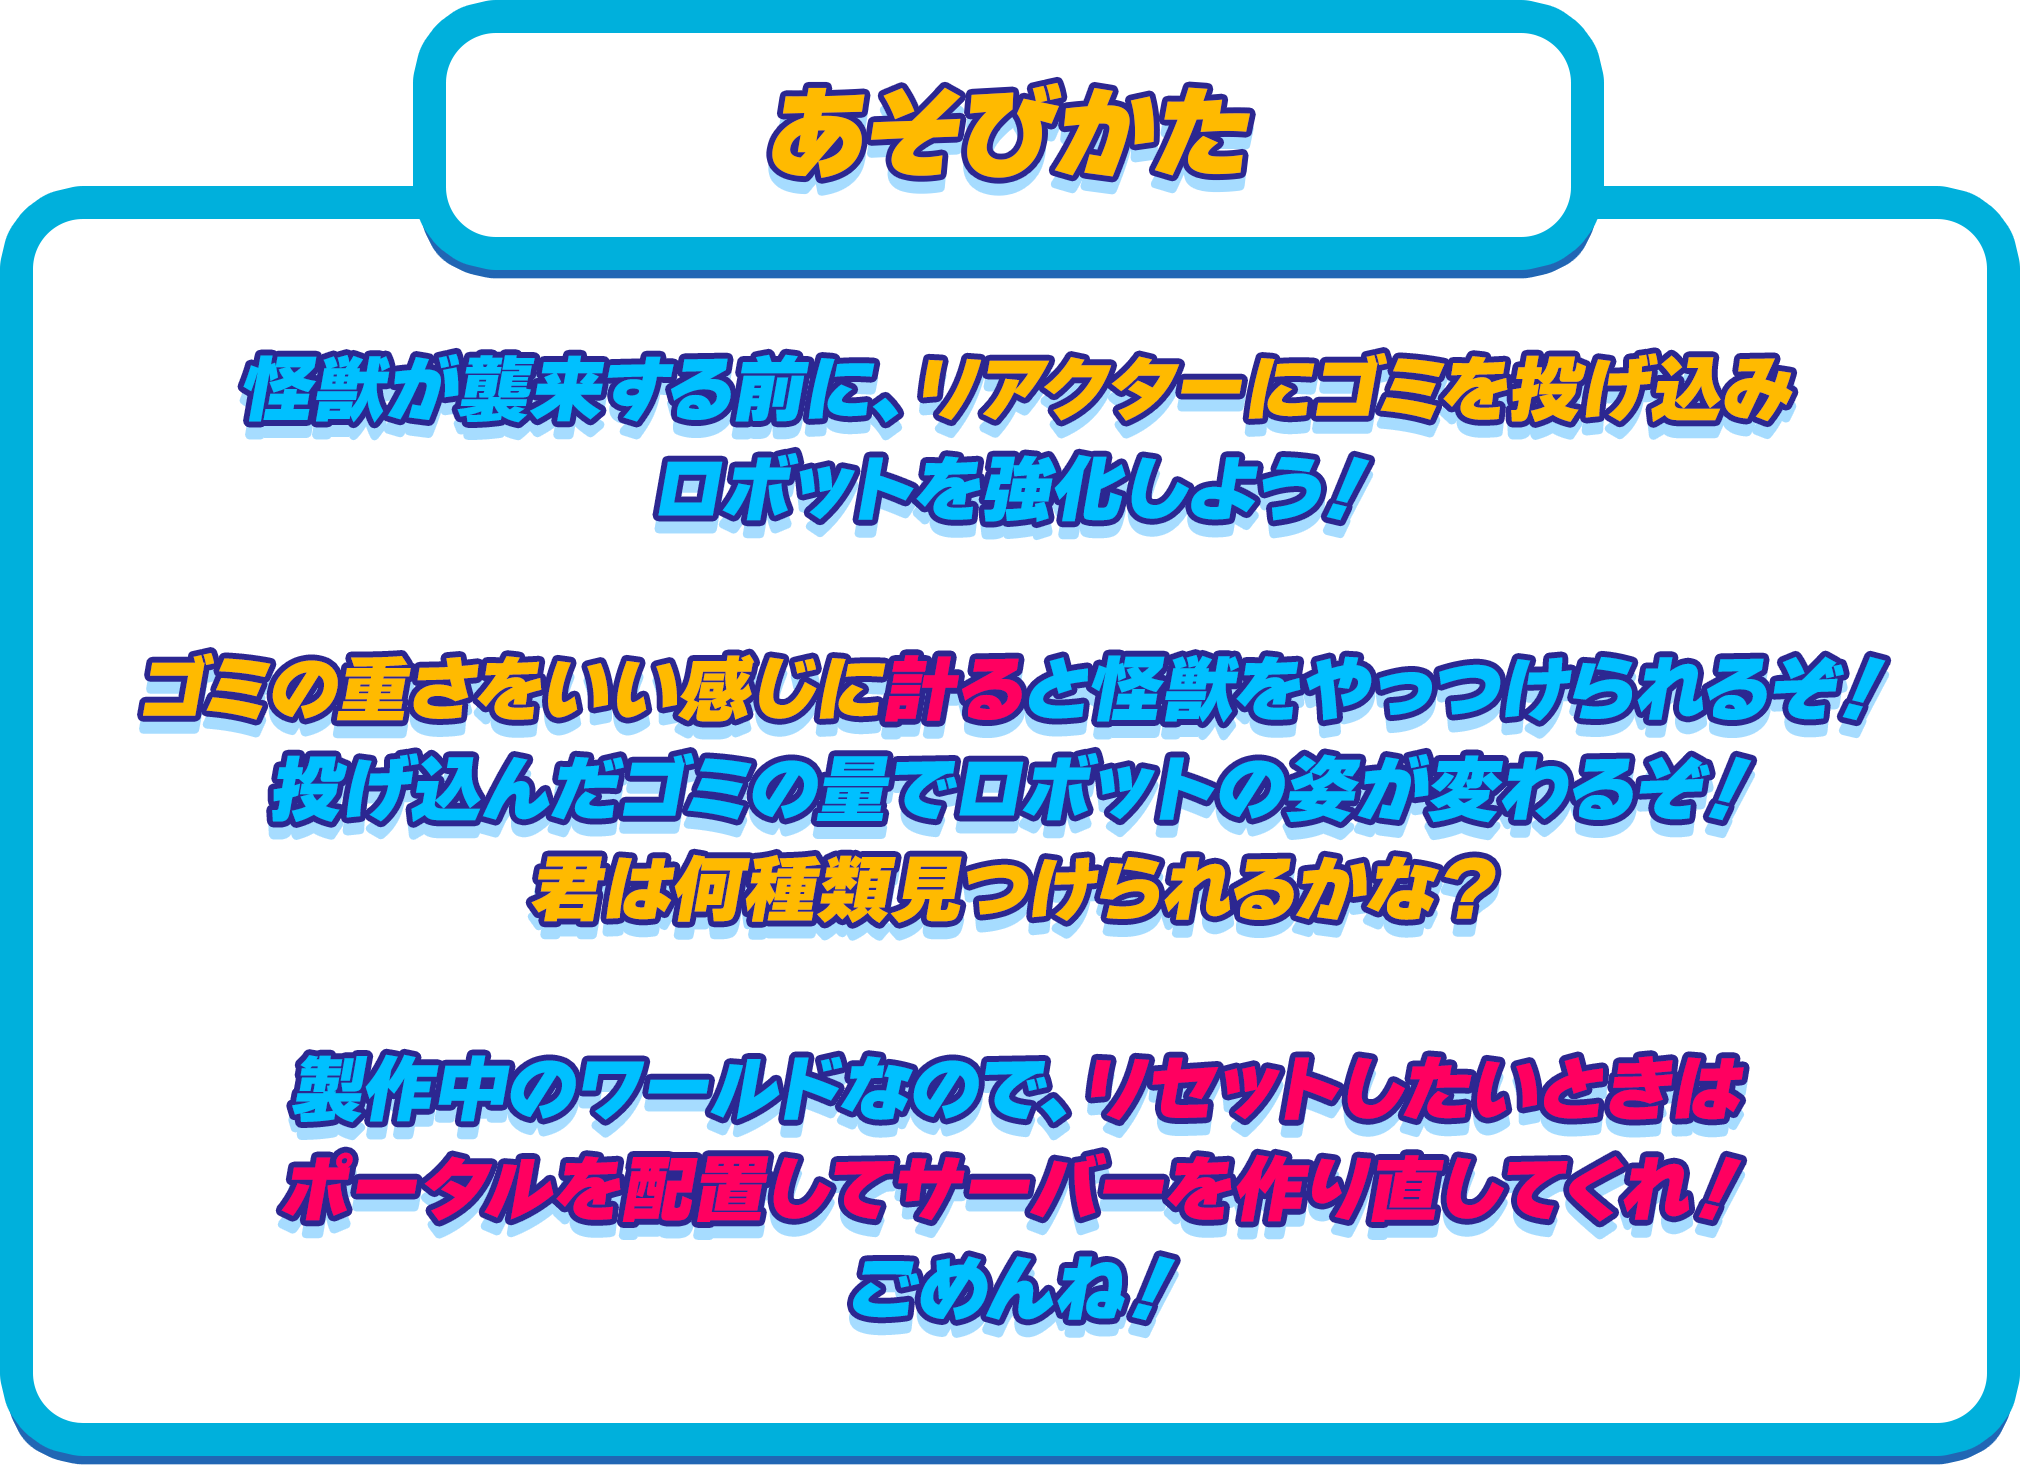 あそびかた
怪獣が襲来する前に、リアクターにゴミを投げ込み
ロボットを強化しよう！
ゴミの重さをいい感じに計ると怪獣をやっつけられるぞ！
投げ込んだゴミの量でロボットの姿が変わるぞ！
君は何種類見つけられるかな？
製作中のワールドなので、リセットしたいときは
ポータルを配置してサーバーを作り直してくれ！
ごめんね！